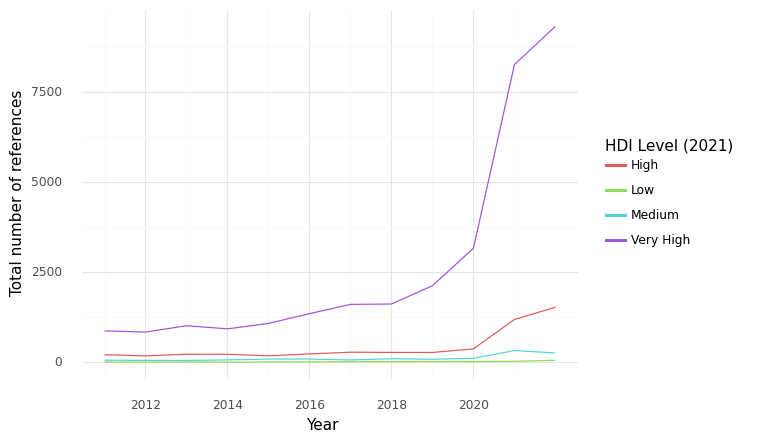 7500
5000
2500
0
Total number of references
2012
2014
2016
2018
2020
Year
HDI Level (2021)
High
Low
Medium
Very High